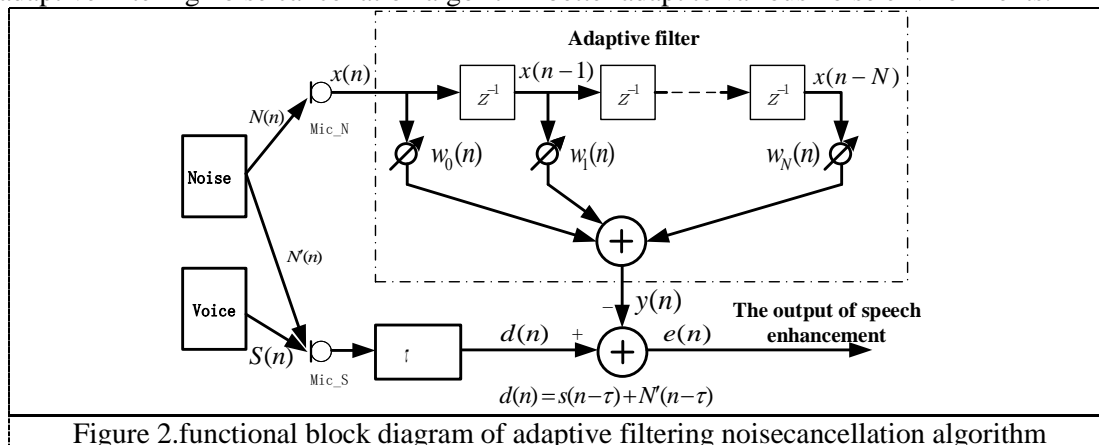 Adaptive filter
x(n)
x(n−1)
x(n−N)
z⁻¹
z⁻¹
z⁻¹
N(n)
Mic_N
w₀(n)
w₁(n)
w_N(n)
Noise
+
N'(n)
Voice
−
y(n)
The output of speech
enhancement
S(n)
Mic_S
τ
d(n)
+
+
e(n)
d(n)=s(n−τ)+N'(n−τ)
Figure 2.functional block diagram of adaptive filtering noisecancellation algorithm